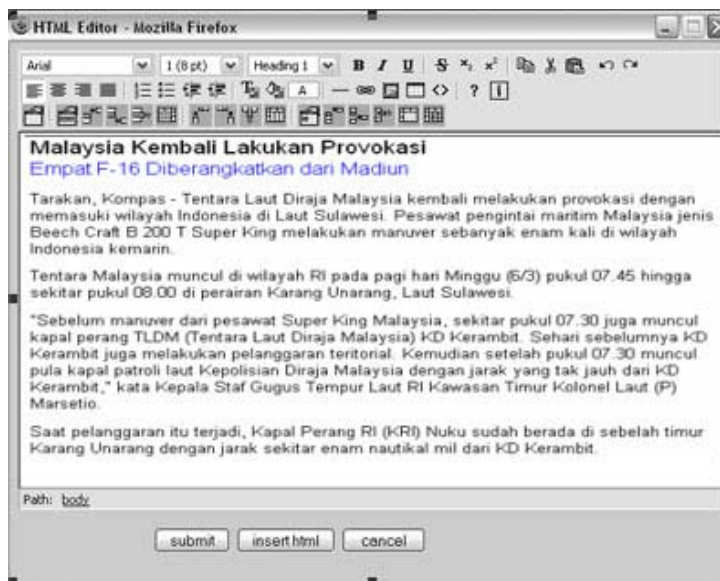 HTML Editor - Mozilla Firefox
Arial 1 (8 pt) Heading 1 B I U S x₂ x²
A ? i
Malaysia Kembali Lakukan Provokasi
Empat F-16 Diberangkatkan dari Madiun
Tarakan, Kompas - Tentara Laut Diraja Malaysia kembali melakukan provokasi dengan
memasuki wilayah Indonesia di Laut Sulawesi. Pesawat pengintai maritim Malaysia jenis
Beech Craft B 200 T Super King melakukan manuver sebanyak enam kali di wilayah
Indonesia kemarin.
Tentara Malaysia muncul di wilayah RI pada pagi hari Minggu (6/3) pukul 07.45 hingga
sekitar pukul 08.00 di perairan Karang Unarang, Laut Sulawesi.
"Sebelum manuver dari pesawat Super King Malaysia, sekitar pukul 07.30 juga muncul
kapal perang TLDM (Tentara Laut Diraja Malaysia) KD Kerambit. Sehari sebelumnya KD
Kerambit juga melakukan pelanggaran teritorial. Kemudian setelah pukul 07.30 muncul
pula kapal patroli laut Kepolisian Diraja Malaysia dengan jarak yang tak jauh dari KD
Kerambit," kata Kepala Staf Gugus Tempur Laut RI Kawasan Timur Kolonel Laut (P)
Marsetio.
Saat pelanggaran itu terjadi, Kapal Perang RI (KRI) Nuku sudah berada di sebelah timur
Karang Unarang dengan jarak sekitar enam nautikal mil dari KD Kerambit.
Path: body
submit insert html cancel